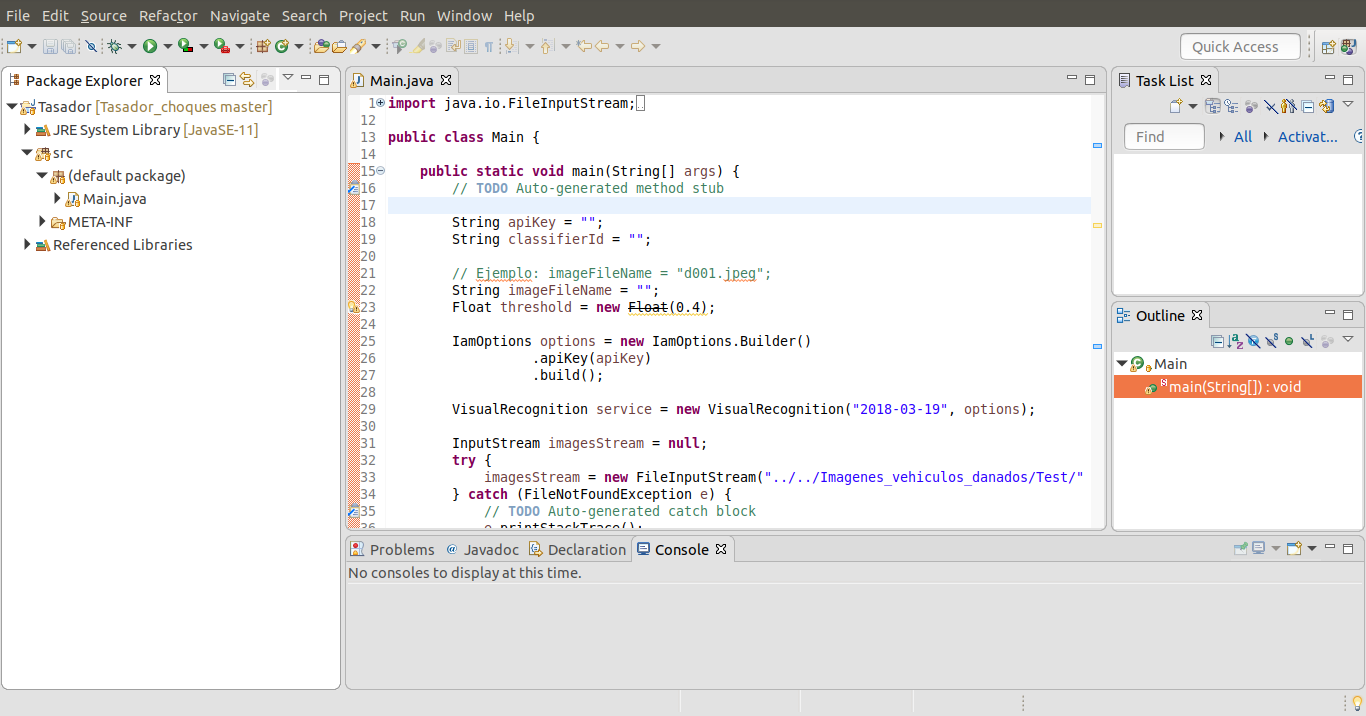 File Edit Source Refactor Navigate Search Project Run Window Help
Quick Access
Package Explorer
Tasador [Tasador_choques master]
JRE System Library [JavaSE-11]
src
(default package)
Main.java
META-INF
Referenced Libraries
Main.java
1 import java.io.FileInputStream;
12
13 public class Main {
14
15 public static void main(String[] args) {
16 // TODO Auto-generated method stub
17
18 String apiKey = "";
19 String classifierId = "";
20
21 // Ejemplo: imageFileName = "d001.jpeg";
22 String imageFileName = "";
23 Float threshold = new Float(0.4);
24
25 IamOptions options = new IamOptions.Builder()
26 .apiKey(apiKey)
27 .build();
28
29 VisualRecognition service = new VisualRecognition("2018-03-19", options);
30
31 InputStream imagesStream = null;
32 try {
33 imagesStream = new FileInputStream("../../Imagenes_vehiculos_danados/Test/"
34 } catch (FileNotFoundException e) {
35 // TODO Auto-generated catch block
36 e.printStackTrace();
Task List
Find All Activat...
Outline
Main
main(String[]) : void
Problems @ Javadoc Declaration Console
No consoles to display at this time.